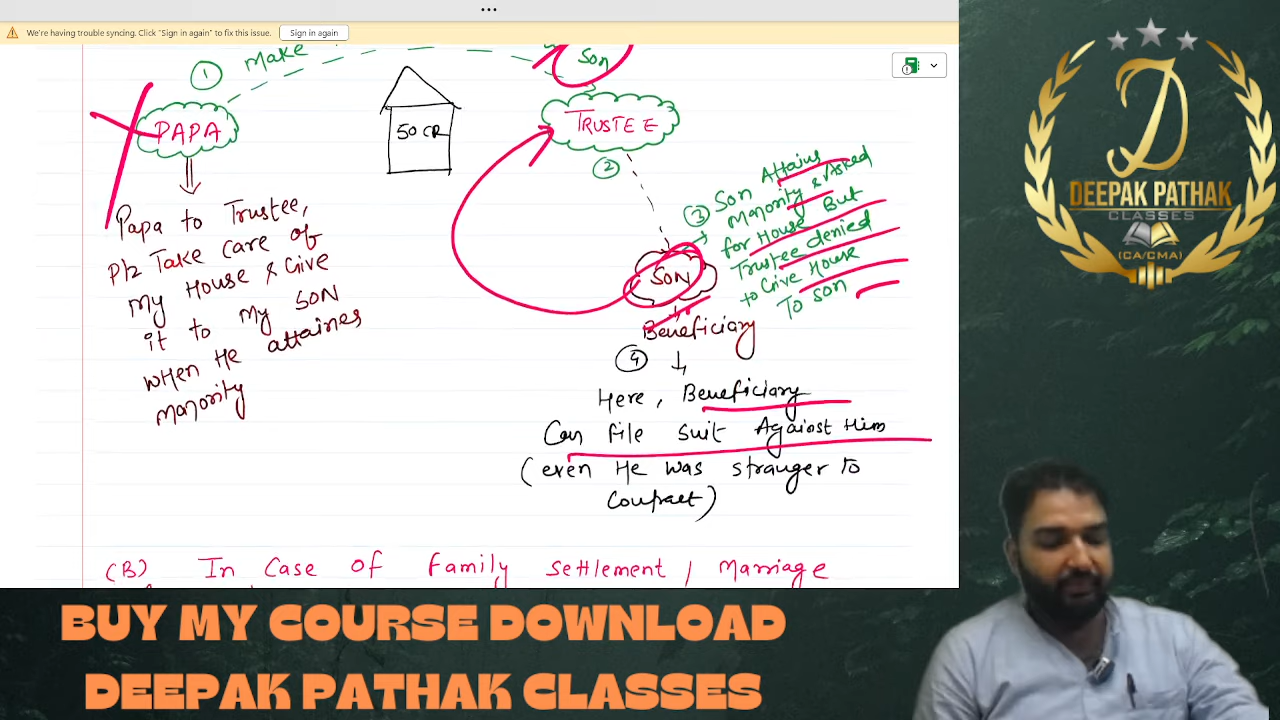 We're having trouble syncing. Click "Sign in again" to fix this issue.
Sign in again
① Make
Son
PAPA
50 CR
TRUSTEE
②
Papa to Trustee,
Plz Take care of
My House & Give
it to My SON
when He attaines
majority
③ Son Attains
Majority & Asked
for House But
Trustee denied
to Give House
To son
SON
Beneficiary
④
Here, Beneficiary
Can file suit Against Him
(even He was stranger to
Contract)
(B) In Case of Family Settlement / Marriage
D
DEEPAK PATHAK
CLASSES
(CA/CMA)
BUY MY COURSE DOWNLOAD
DEEPAK PATHAK CLASSES